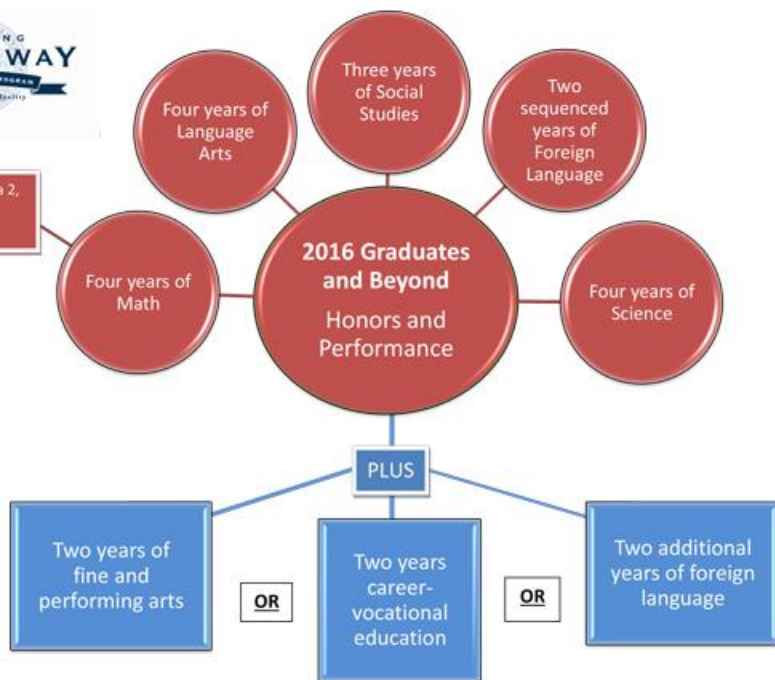 WAY
PROGRAM
Four years of
Language
Arts
Three years
of Social
Studies
Two
sequenced
years of
Foreign
Language
a 2,
Four years of
Math
2016 Graduates
and Beyond
Honors and
Performance
Four years of
Science
PLUS
Two years of
fine and
performing arts
OR
Two years
career-
vocational
education
OR
Two additional
years of foreign
language